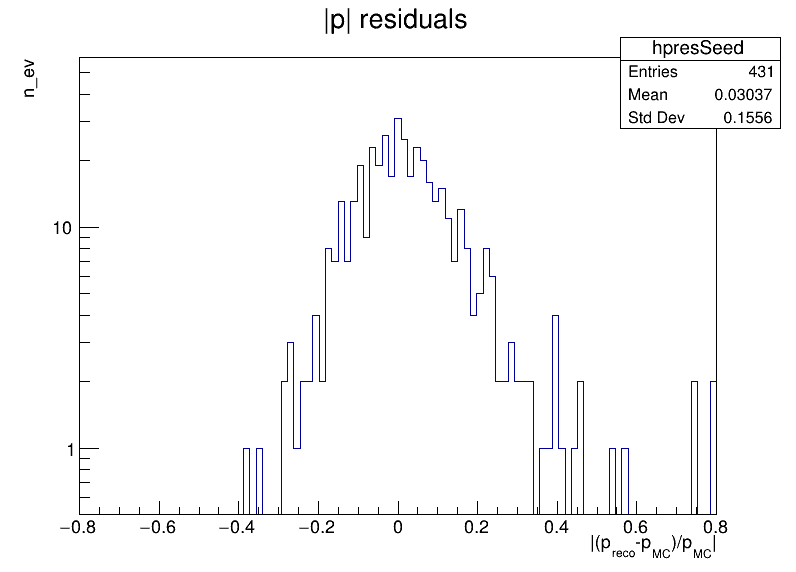 |p| residuals
n_ev
hpresSeed
Entries 431
Mean 0.03037
Std Dev 0.1556
10
1
−0.8 −0.6 −0.4 −0.2 0 0.2 0.4 0.6 0.8
|(p_reco-p_MC)/p_MC|